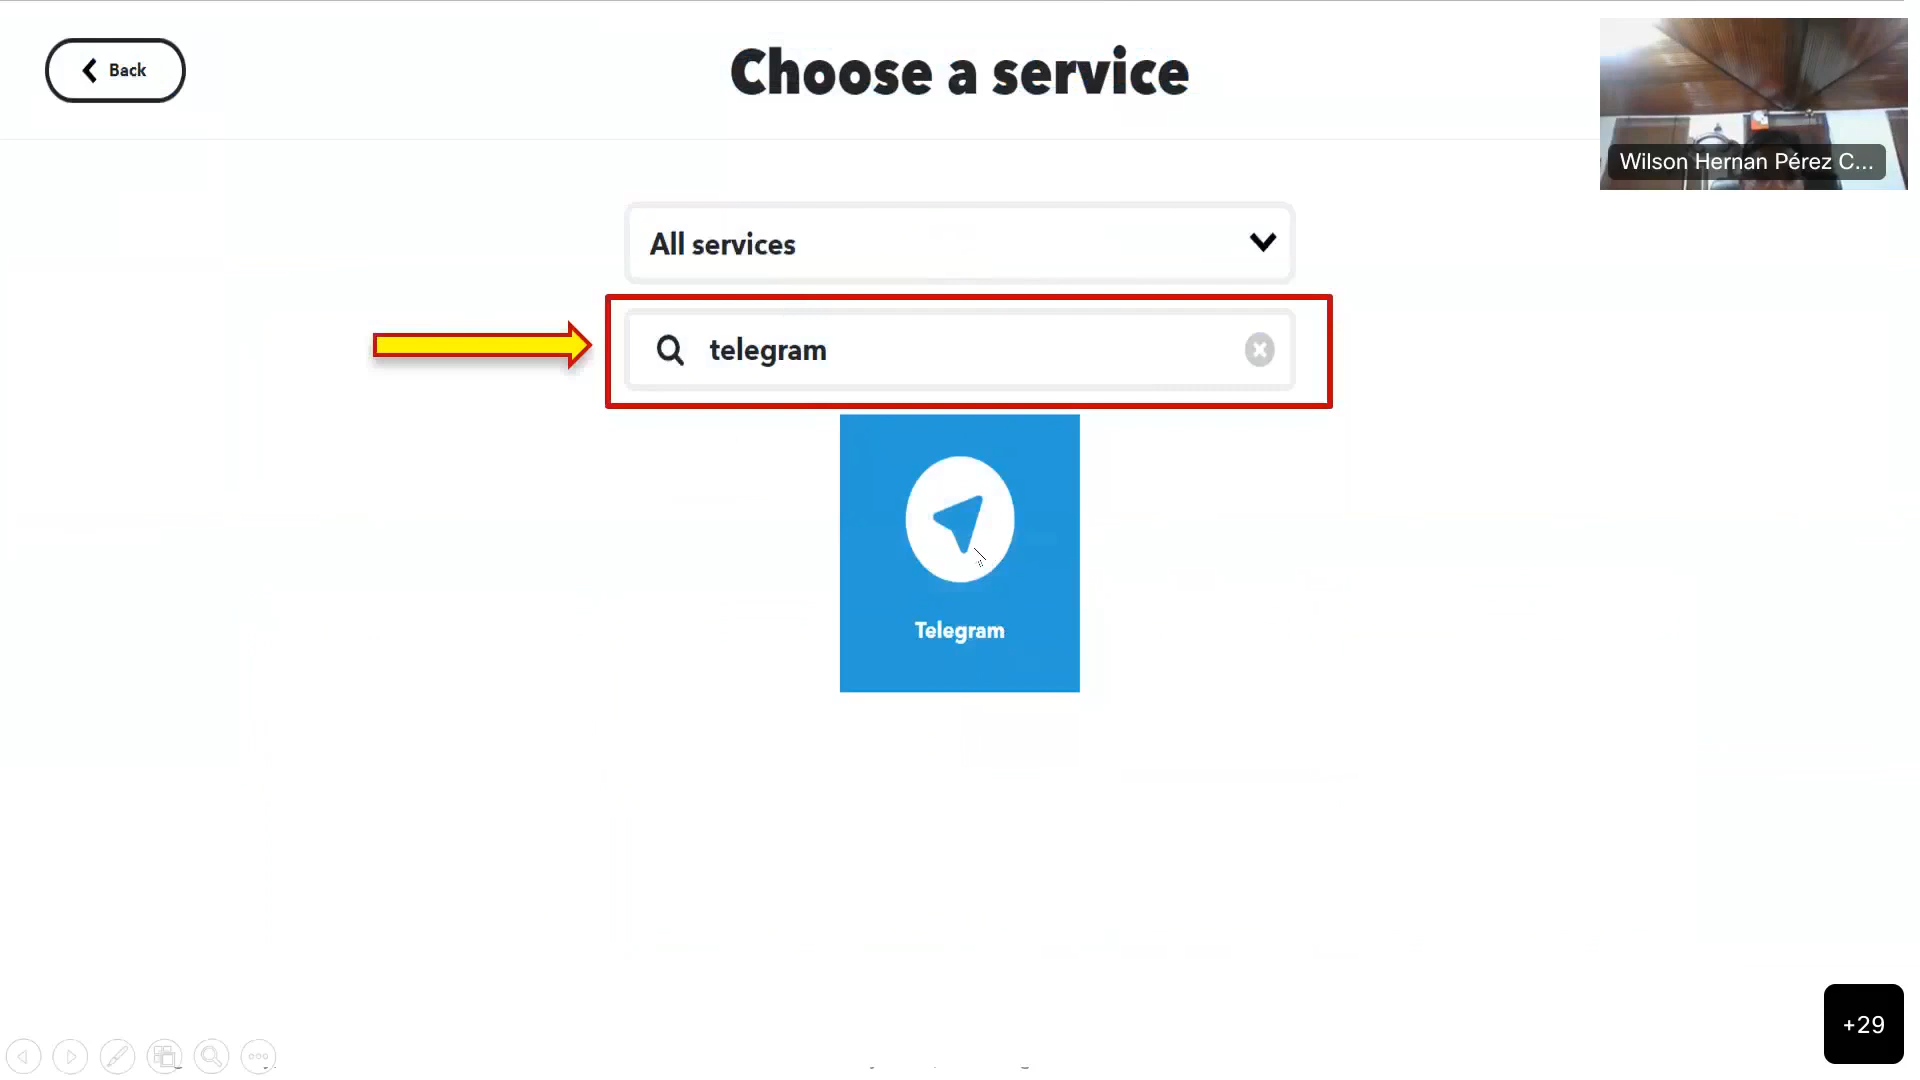 Back
Choose a service
Wilson Hernan Pérez C...
All services
telegram
Telegram
+29